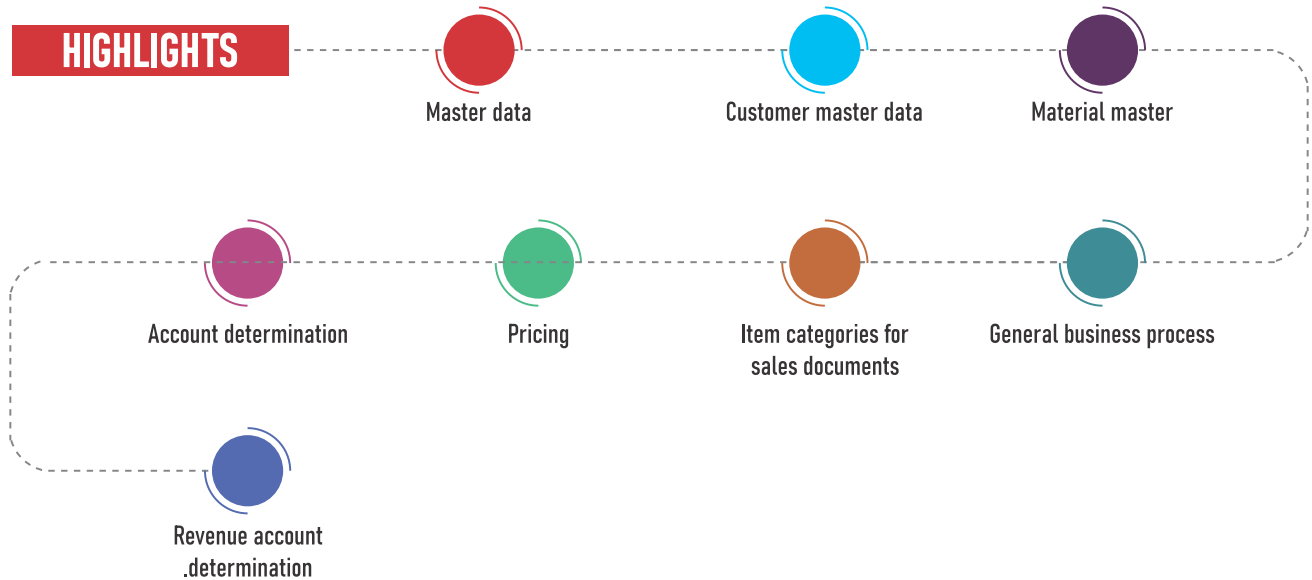 HIGHLIGHTS
Master data
Customer master data
Material master
Account determination
Pricing
Item categories for
sales documents
General business process
Revenue account
.determination